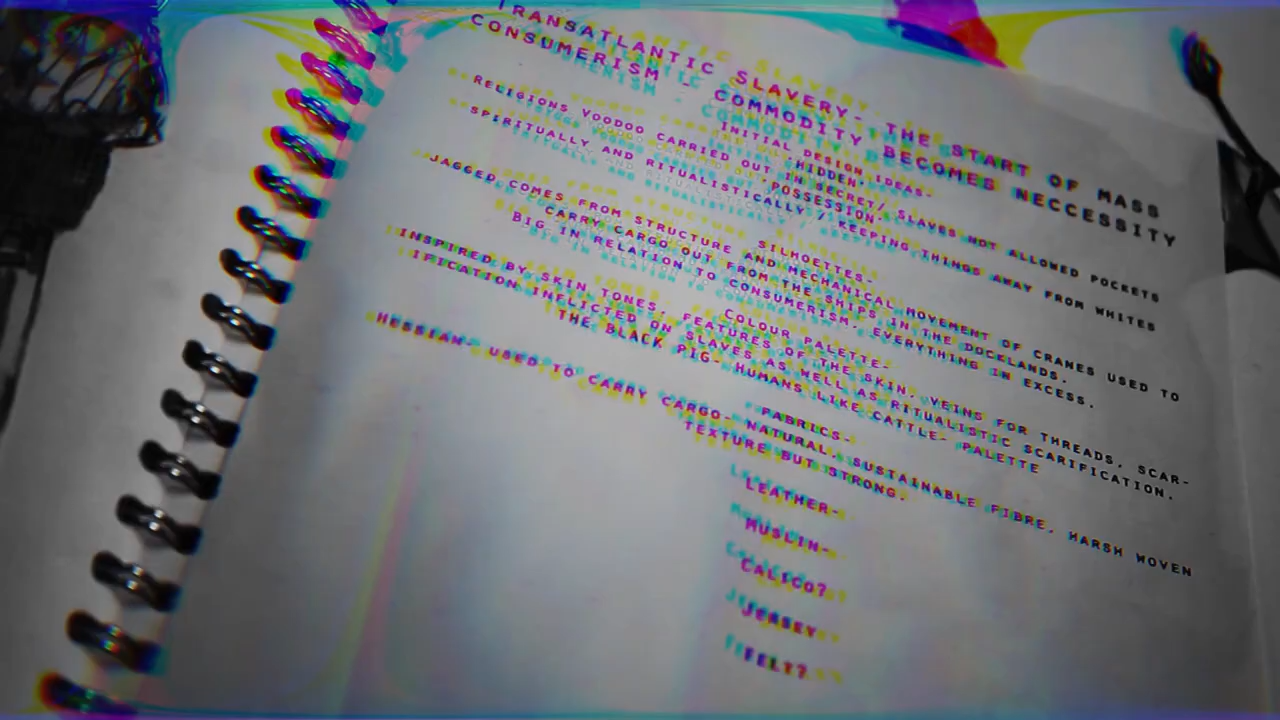 TRANSATLANTIC SLAVERY- THE START OF MASS
CONSUMERISM - COMMODITY BECOMES NECCESSITY
INITIAL DESIGN IDEAS-
'HIDDEN'
RELIGIONS VOODOO CARRIED OUT IN SECRET/ SLAVES NOT ALLOWED POCKETS
'POSSESSION'
SPIRITUALLY AND RITUALISTICALLY / KEEPING THINGS AWAY FROM WHITES
SILHOETTES-
JAGGED COMES FROM STRUCTURE AND MECHANICAL MOVEMENT OF CRANES USED TO
CARRY CARGO OUT FROM THE SHIPS IN THE DOCKLANDS.
BIG IN RELATION TO CONSUMERISM. EVERYTHING IN EXCESS.
COLOUR PALETTE-
INSPIRED BY SKIN TONES, FEATURES OF THE SKIN, VEINS FOR THREADS, SCAR-
IFICATION INFLICTED ON SLAVES AS WELL AS RITUALISTIC SCARIFICATION.
THE BLACK PIG- HUMANS LIKE CATTLE- PALETTE
FABRICS-
HESSIAN- USED TO CARRY CARGO- NATURAL, SUSTAINABLE FIBRE, HARSH WOVEN
TEXTURE BUT STRONG.
LEATHER-
MUSLIN-
CALICO?
JERSEY
FELT?